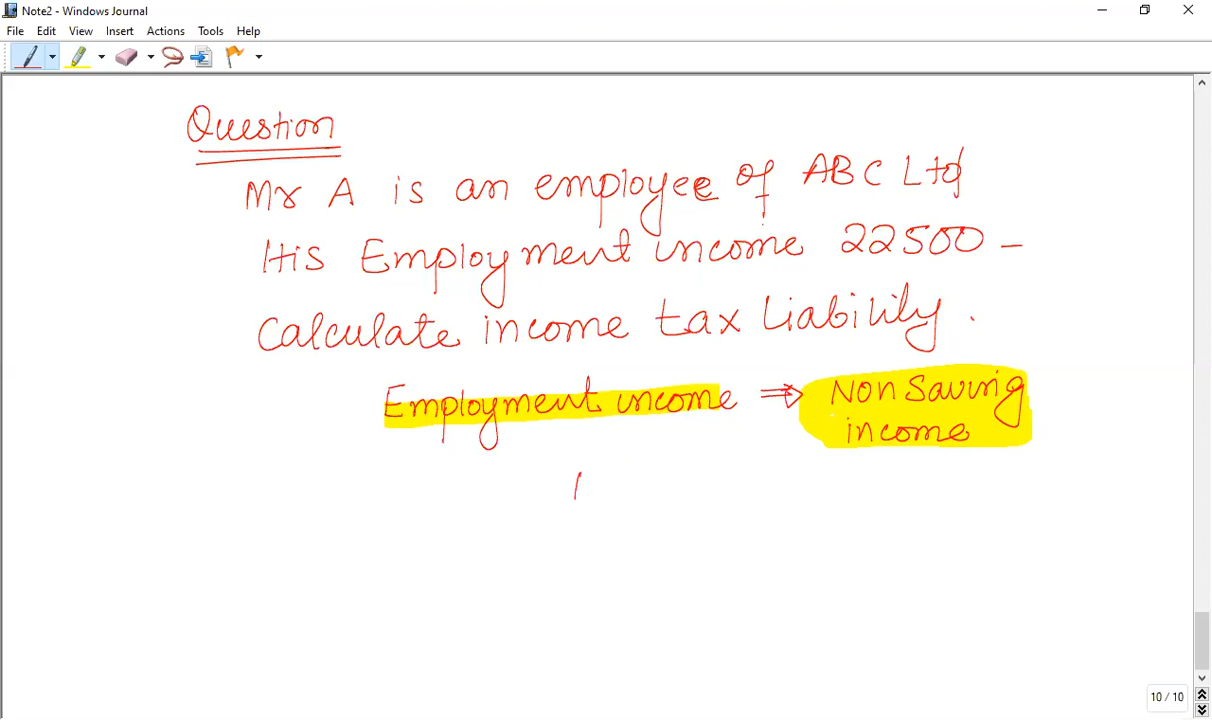 Note2 - Windows Journal
File Edit View Insert Actions Tools Help
Question
Mr A is an employee of ABC Ltd
His Employment income 22500 -
Calculate income tax Liability.
Employment income ⇒ Non Saving
income
10 / 10